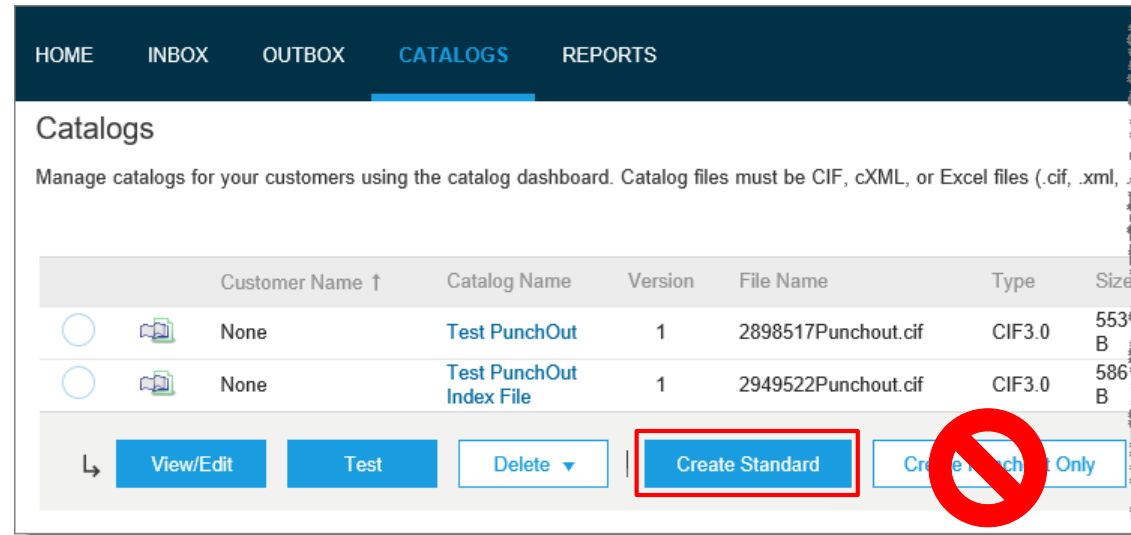 HOME INBOX OUTBOX CATALOGS REPORTS
Catalogs
Manage catalogs for your customers using the catalog dashboard. Catalog files must be CIF, cXML, or Excel files (.cif, .xml,
Customer Name ↑ Catalog Name Version File Name Type Size
None Test PunchOut 1 2898517Punchout.cif CIF3.0 553 B
None Test PunchOut Index File 1 2949522Punchout.cif CIF3.0 586 B
View/Edit Test Delete ▼ | Create Standard Only